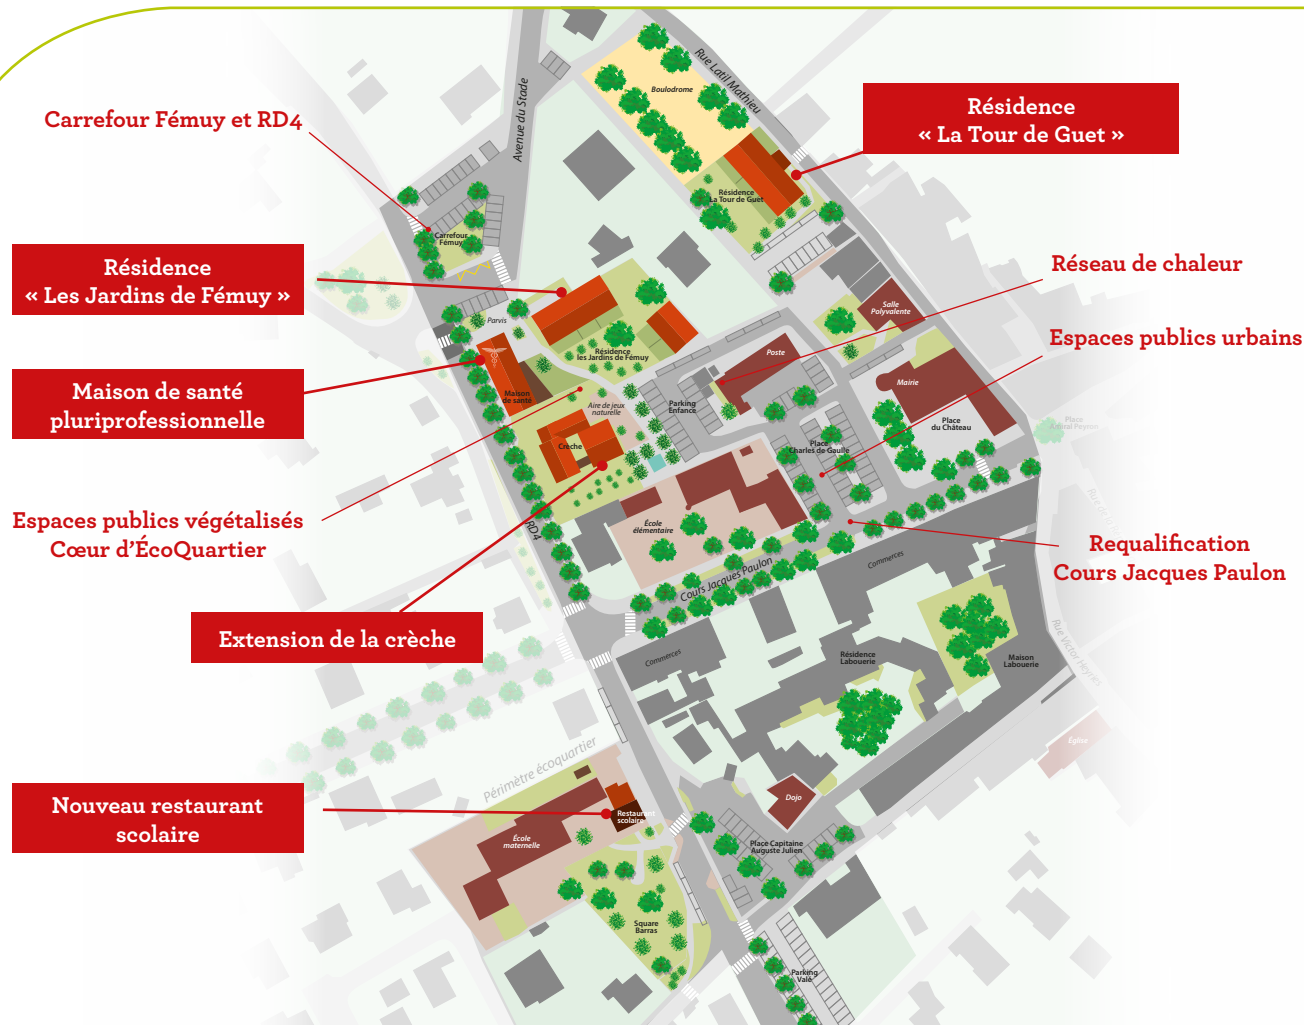 Rue Latil Mathieu
Boulodrome
Avenue du Stade
Carrefour Fémuy et RD4
Résidence
« La Tour de Guet »
Résidence
La Tour de Guet
Carrefour
Fémuy
Résidence
« Les Jardins de Fémuy »
Réseau de chaleur
Salle
Polyvalente
Parvis
Espaces publics urbains
Résidence
les Jardins de Fémuy
Poste
Maison de santé
pluriprofessionnelle
Maison
de santé
Mairie
Aire de jeux
naturelle
Parking
Enfance
Place
du Château
Place
Amiral Peyron
Crèche
Place
Charles de Gaulle
Espaces publics végétalisés
Cœur d’ÉcoQuartier
RD4
École
élémentaire
Requalification
Cours Jacques Paulon
Commerces
Cours Jacques Paulon
Extension de la crèche
Commerces
Résidence
Labouerie
Maison
Labouerie
Rue Victor Heyries
Église
Périmètre écoquartier
Nouveau restaurant
scolaire
Restaurant
scolaire
Dojo
École
maternelle
Place Capitaine
Auguste Julien
Square
Barras
Parking
Valé